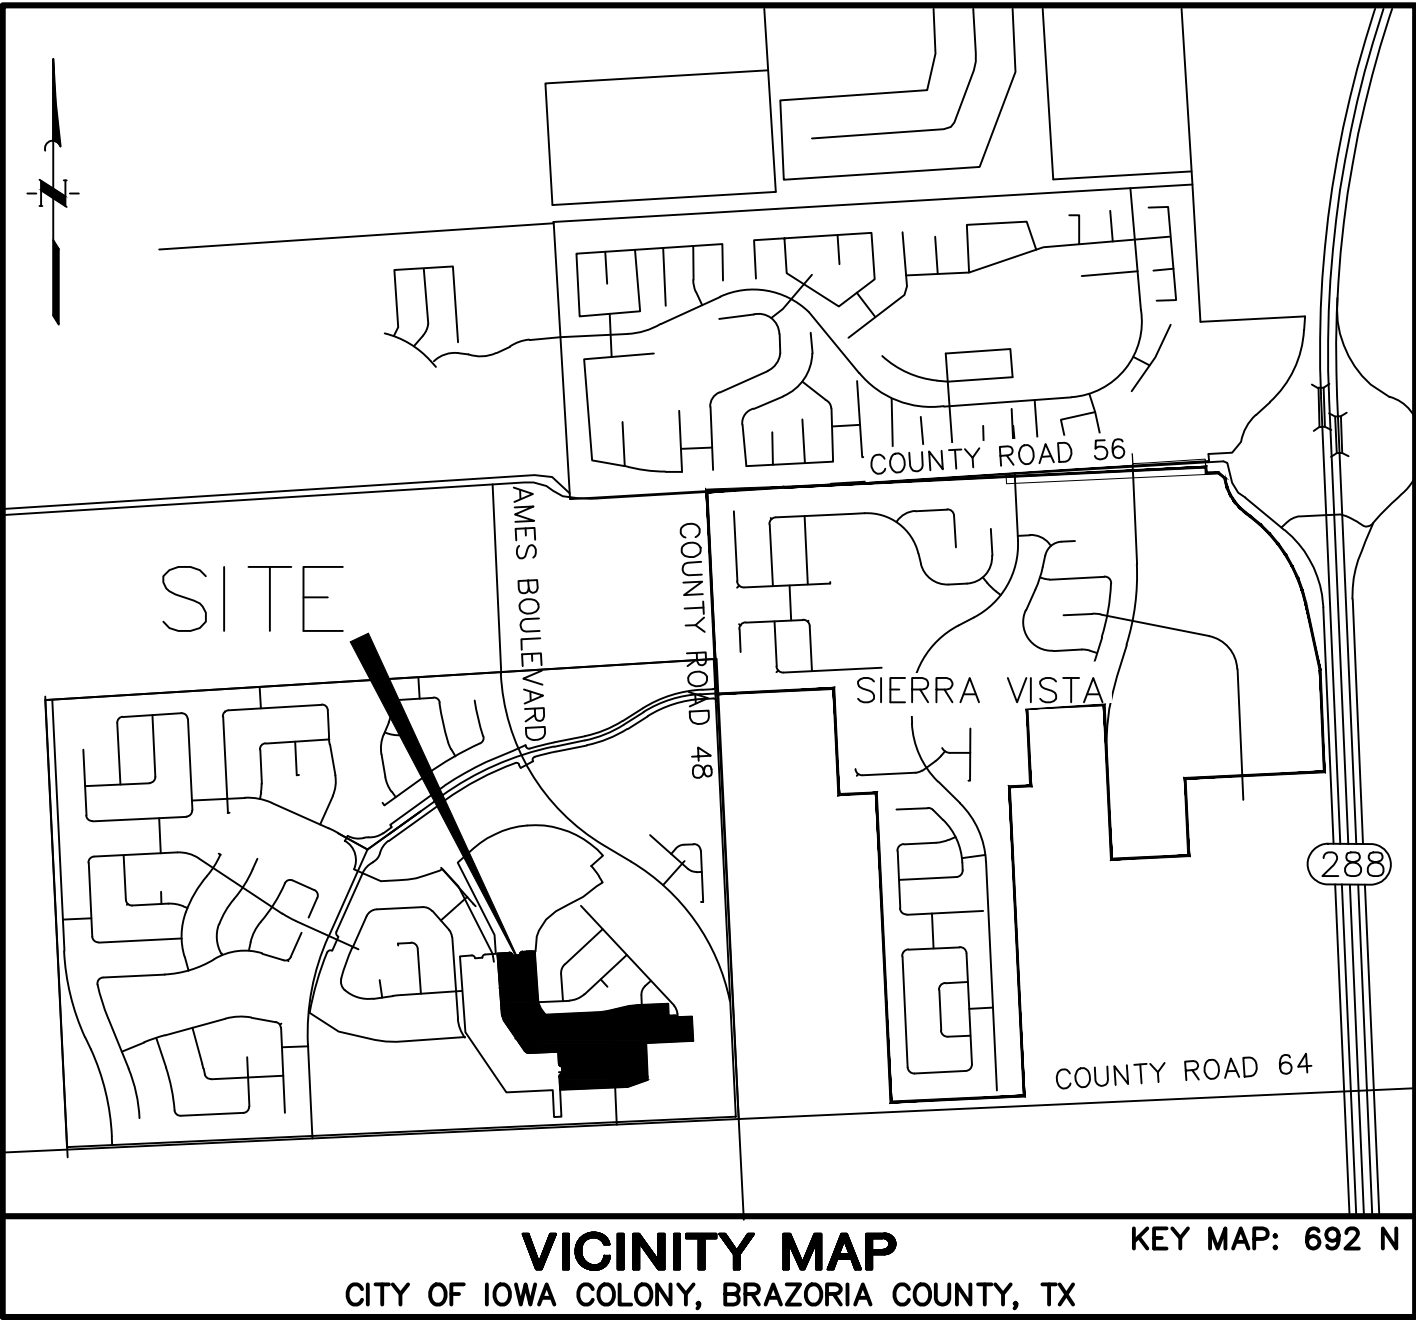 N
COUNTY ROAD 56
AMES BOULEVARD
COUNTY ROAD 48
SITE
SIERRA VISTA
288
COUNTY ROAD 64
VICINITY MAP
KEY MAP: 692 N
CITY OF IOWA COLONY, BRAZORIA COUNTY, TX